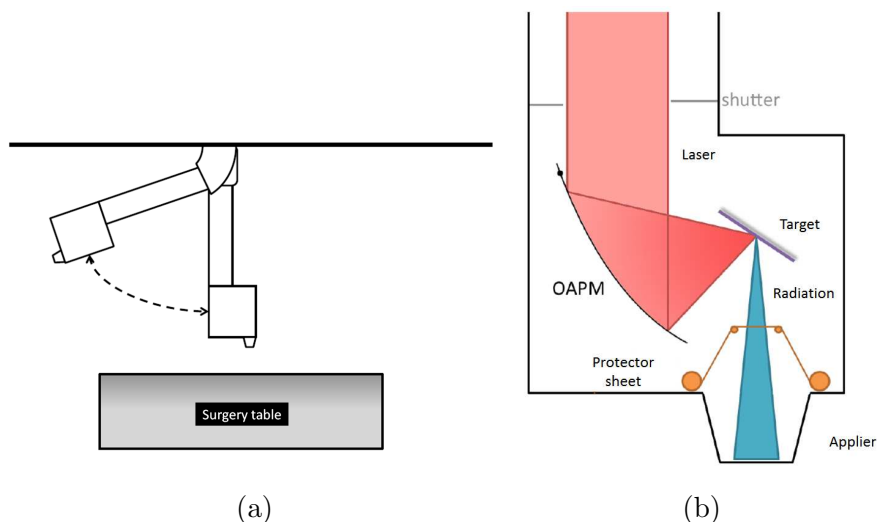 shutter
Laser
Target
OAPM
Radiation
Protector
sheet
Surgery table
Applier
(a)
(b)